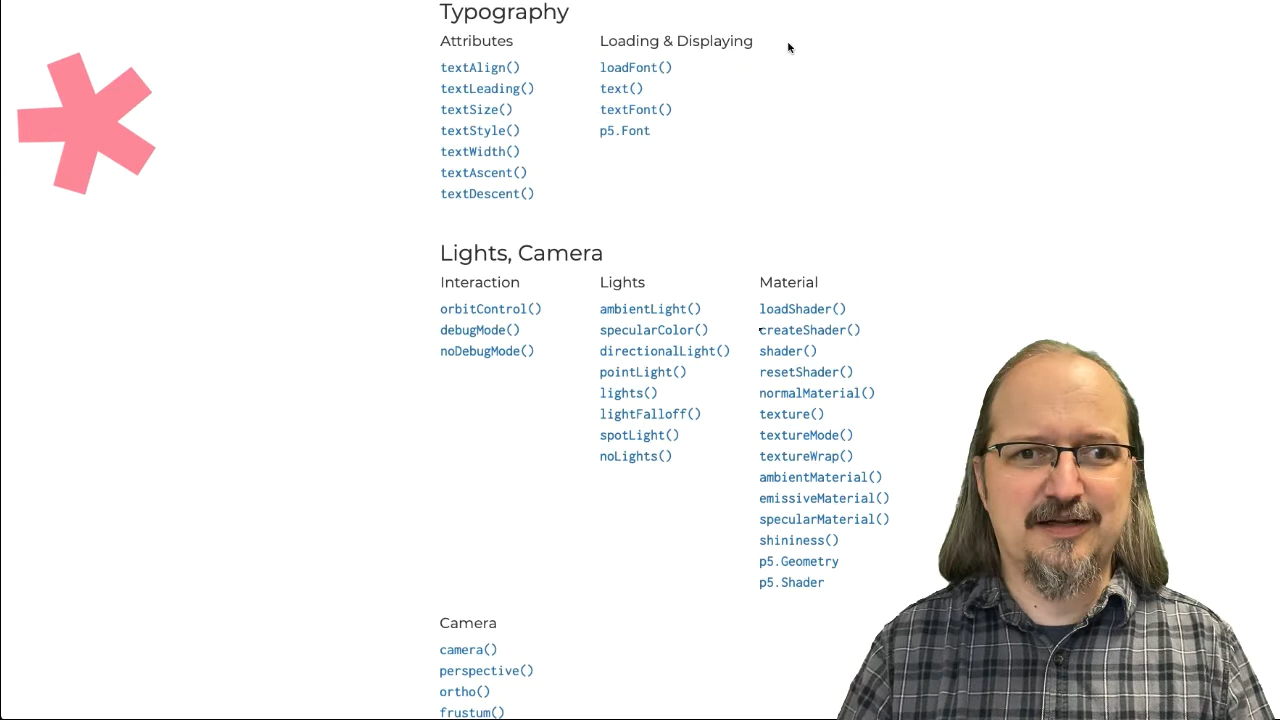 Typography
Attributes
textAlign()
textLeading()
textSize()
textStyle()
textWidth()
textAscent()
textDescent()
Loading & Displaying
loadFont()
text()
textFont()
p5.Font
Lights, Camera
Interaction
orbitControl()
debugMode()
noDebugMode()
Lights
ambientLight()
specularColor()
directionalLight()
pointLight()
lights()
lightFalloff()
spotLight()
noLights()
Material
loadShader()
createShader()
shader()
resetShader()
normalMaterial()
texture()
textureMode()
textureWrap()
ambientMaterial()
emissiveMaterial()
specularMaterial()
shininess()
p5.Geometry
p5.Shader
Camera
camera()
perspective()
ortho()
frustum()